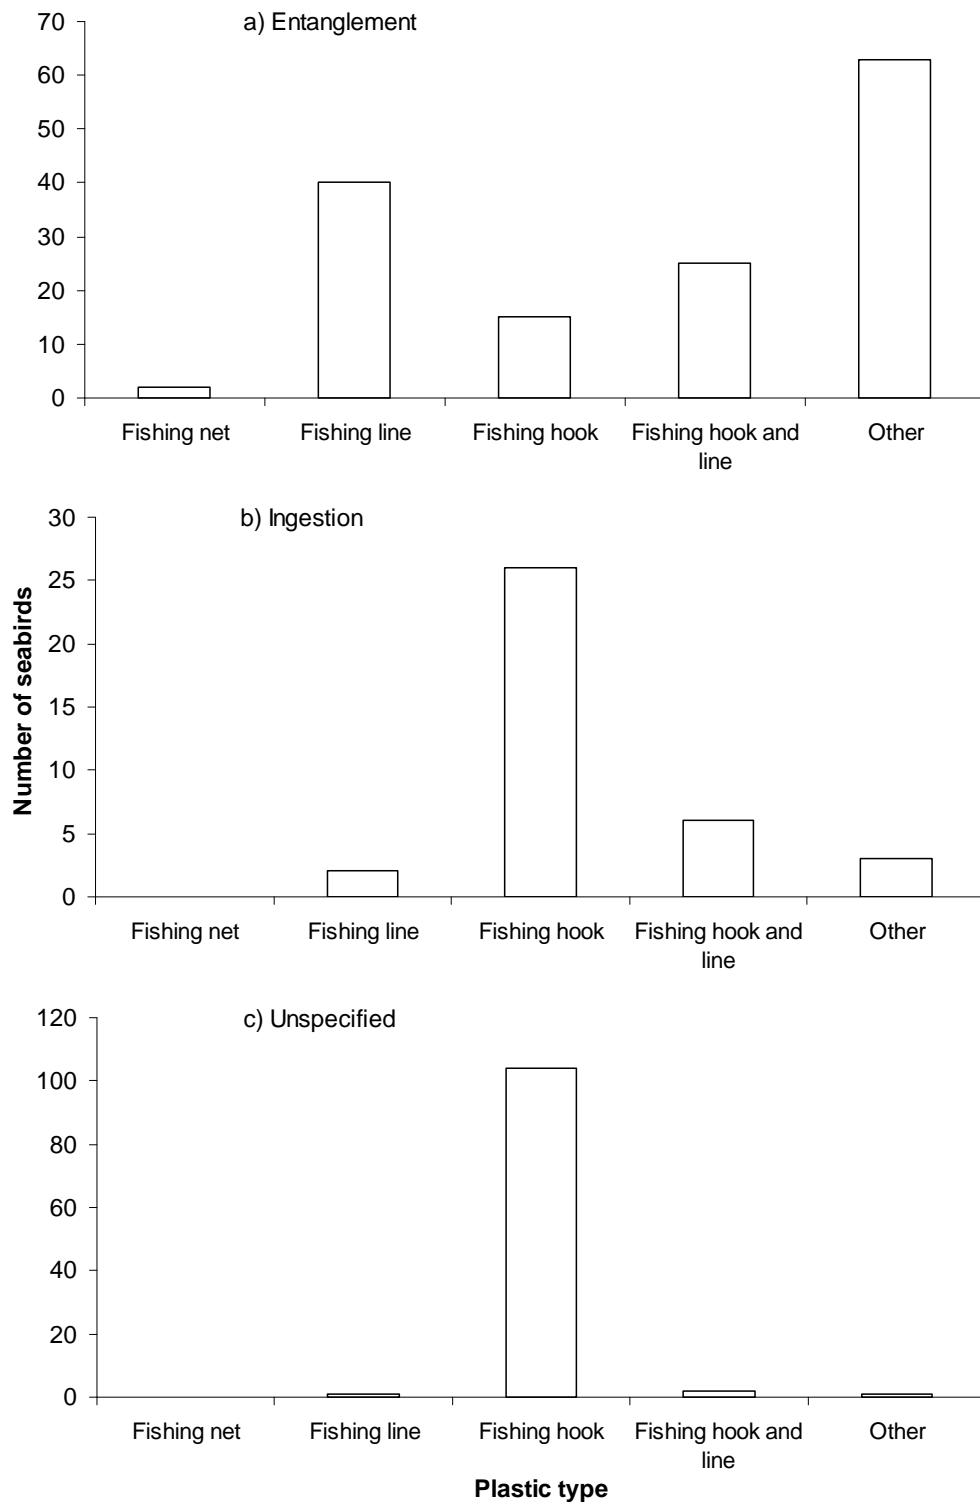 a) Entanglement
70
60
50
40
30
20
10
0
Fishing net
Fishing line
Fishing hook
Fishing hook and
line
Other
b) Ingestion
30
25
20
15
10
5
0
Number of seabirds
Fishing net
Fishing line
Fishing hook
Fishing hook and
line
Other
c) Unspecified
120
100
80
60
40
20
0
Fishing net
Fishing line
Fishing hook
Fishing hook and
line
Other
Plastic type